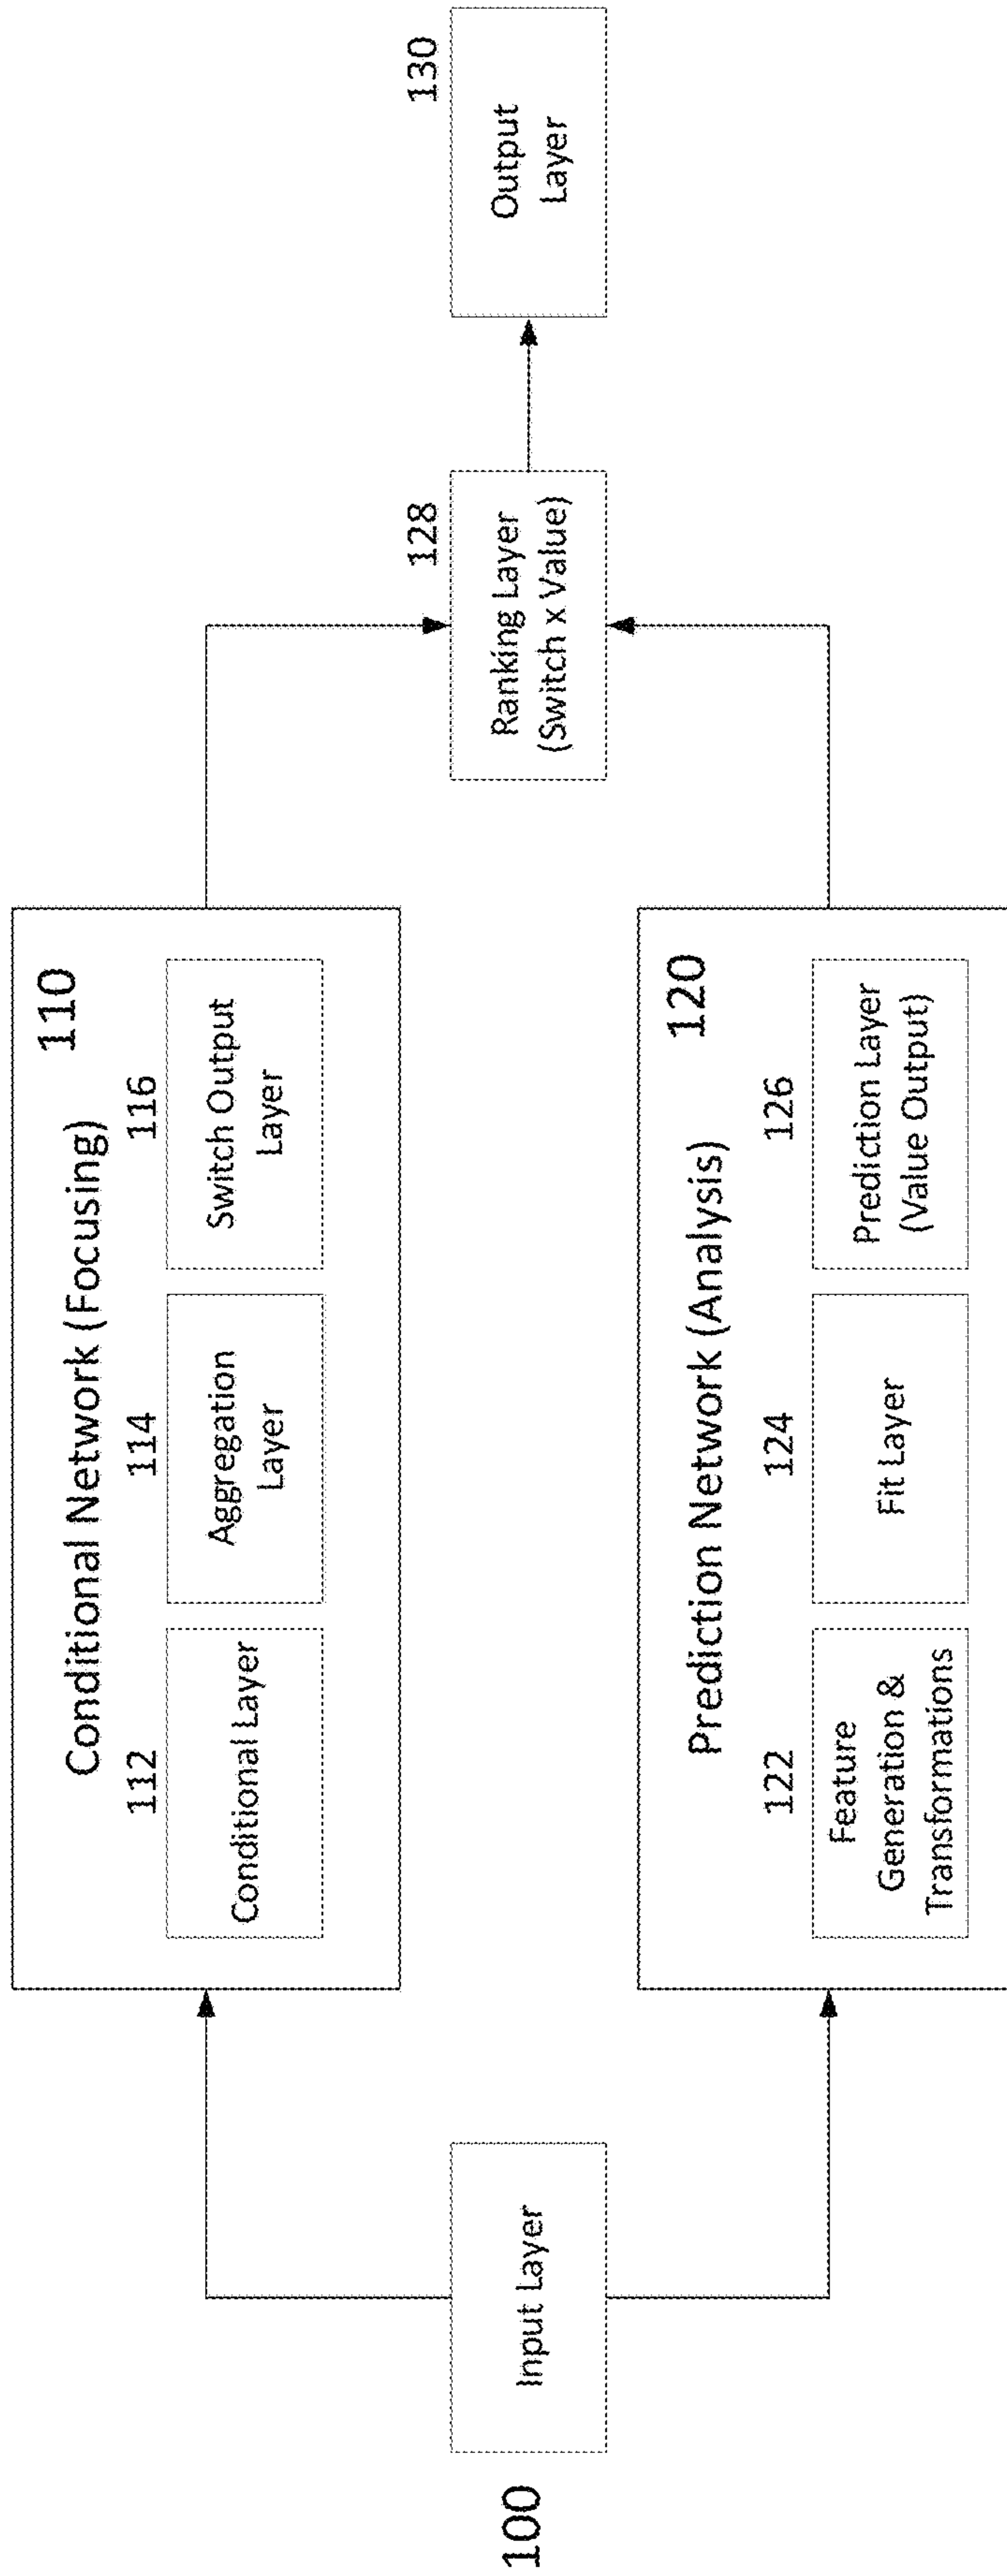 100
Input Layer
Conditional Network (Focusing)
110
112
Conditional Layer
114
Aggregation
Layer
116
Switch Output
Layer
Prediction Network (Analysis)
120
122
Feature
Generation &
Transformations
124
Fit Layer
126
Prediction Layer
(Value Output)
128
Ranking Layer
(Switch x Value)
130
Output
Layer